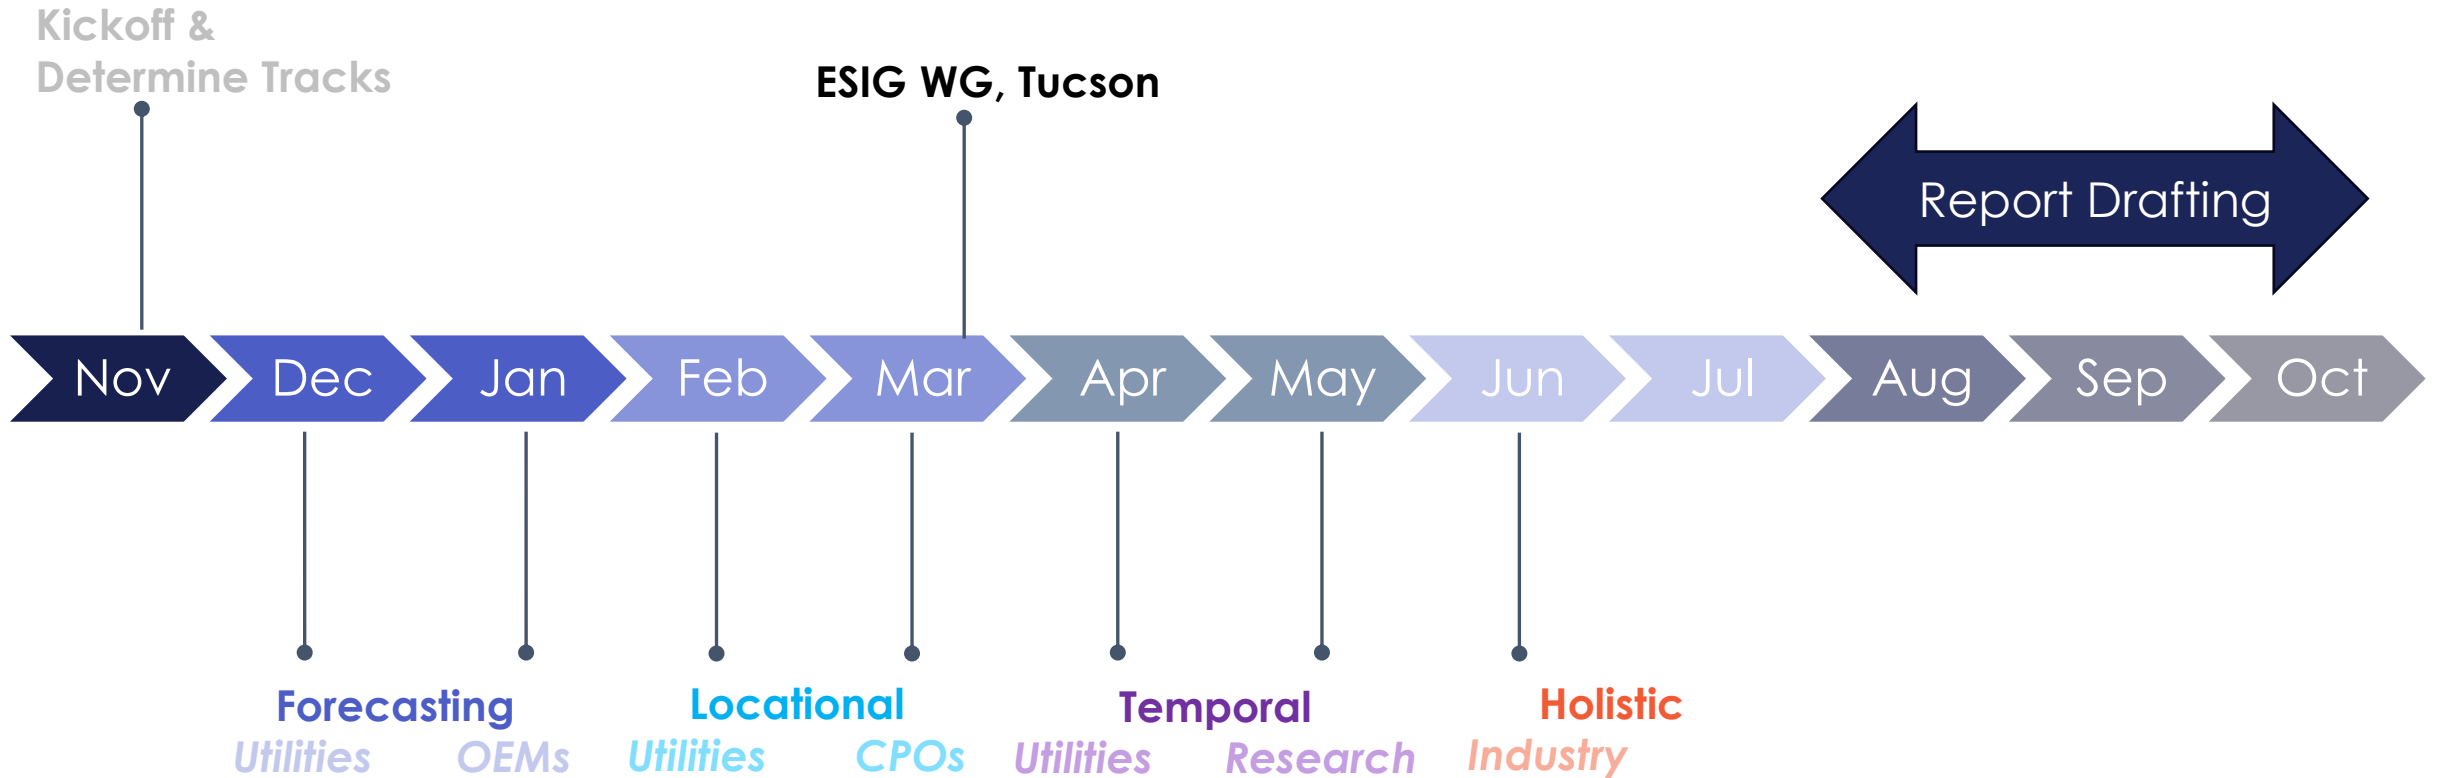 Kickoff &
Determine Tracks
ESIG WG, Tucson
Report Drafting
Nov Dec Jan Feb Mar Apr May Jun Jul Aug Sep Oct
Forecasting Locational Temporal Holistic
Utilities OEMs Utilities CPOs Utilities Research Industry